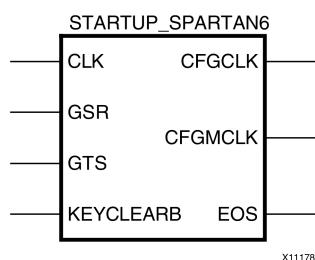 STARTUP_SPARTAN6
CLK CFGCLK
GSR
CFGMCLK
GTS
KEYCLEARB EOS
X11178